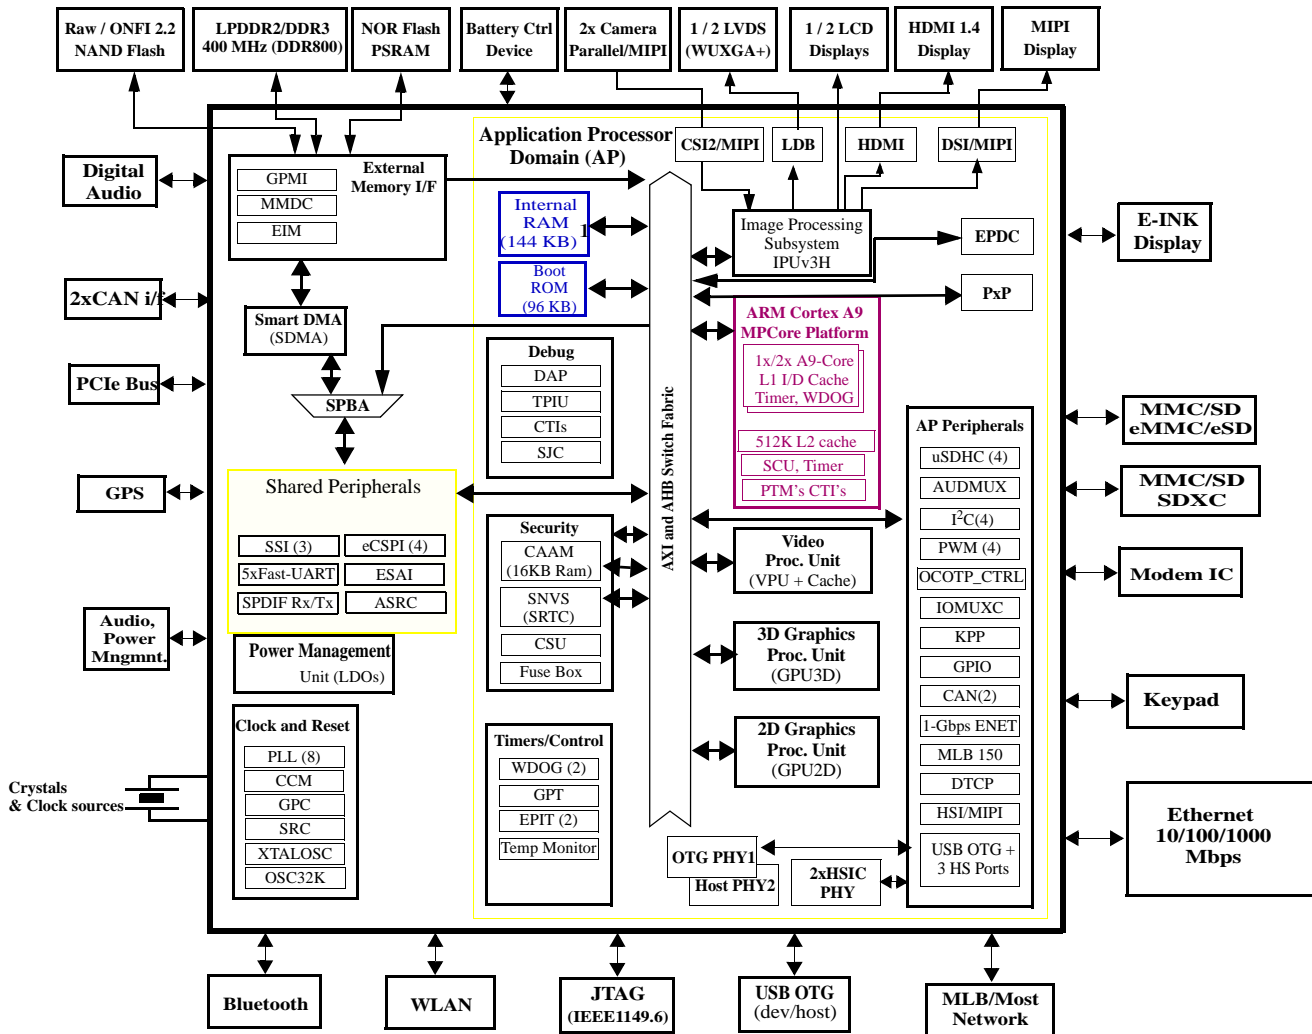 Raw / ONFI 2.2
NAND Flash
LPDDR2/DDR3
400 MHz (DDR800)
NOR Flash
PSRAM
Battery Ctrl
Device
2x Camera
Parallel/MIPI
1 / 2 LVDS
(WUXGA+)
1 / 2 LCD
Displays
HDMI 1.4
Display
MIPI
Display
Digital
Audio
2xCAN i/f
PCIe Bus
GPS
Audio,
Power
Mngmnt.
Crystals
& Clock sources
External
Memory I/F
GPMI
MMDC
EIM
Smart DMA
(SDMA)
SPBA
Shared Peripherals
SSI (3)
eCSPI (4)
5xFast-UART
ESAI
SPDIF Rx/Tx
ASRC
Power Management
Unit (LDOs)
Clock and Reset
PLL (8)
CCM
GPC
SRC
XTALOSC
OSC32K
Application Processor
Domain (AP)
Internal
RAM
(144 KB)
1
Boot
ROM
(96 KB)
Debug
DAP
TPIU
CTIs
SJC
Security
CAAM
(16KB Ram)
SNVS
(SRTC)
CSU
Fuse Box
Timers/Control
WDOG (2)
GPT
EPIT (2)
Temp Monitor
AXI and AHB Switch Fabric
CSI2/MIPI
LDB
HDMI
DSI/MIPI
Image Processing
Subsystem
IPUv3H
EPDC
PxP
ARM Cortex A9
MPCore Platform
1x/2x A9-Core
L1 I/D Cache
Timer, WDOG
512K L2 cache
SCU, Timer
PTM's CTI's
Video
Proc. Unit
(VPU + Cache)
3D Graphics
Proc. Unit
(GPU3D)
2D Graphics
Proc. Unit
(GPU2D)
OTG PHY1
Host PHY2
2xHSIC
PHY
AP Peripherals
uSDHC (4)
AUDMUX
I2C(4)
PWM (4)
OCOTP_CTRL
IOMUXC
KPP
GPIO
CAN(2)
1-Gbps ENET
MLB 150
DTCP
HSI/MIPI
USB OTG +
3 HS Ports
E-INK
Display
MMC/SD
eMMC/eSD
MMC/SD
SDXC
Modem IC
Keypad
Ethernet
10/100/1000
Mbps
Bluetooth
WLAN
JTAG
(IEEE1149.6)
USB OTG
(dev/host)
MLB/Most
Network